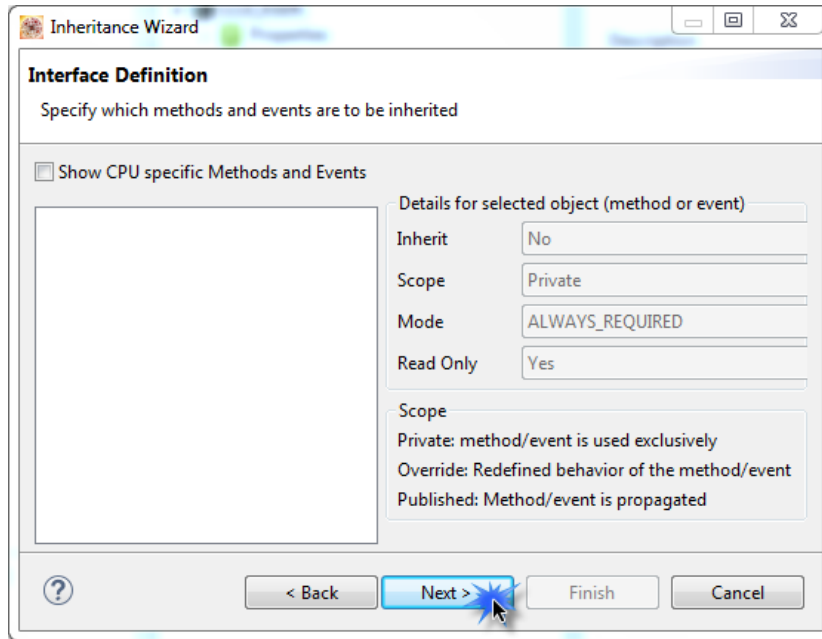 Inheritance Wizard
Interface Definition
Specify which methods and events are to be inherited
Show CPU specific Methods and Events
Details for selected object (method or event)
Inherit No
Scope Private
Mode ALWAYS_REQUIRED
Read Only Yes
Scope
Private: method/event is used exclusively
Override: Redefined behavior of the method/event
Published: Method/event is propagated
? < Back Next > Finish Cancel